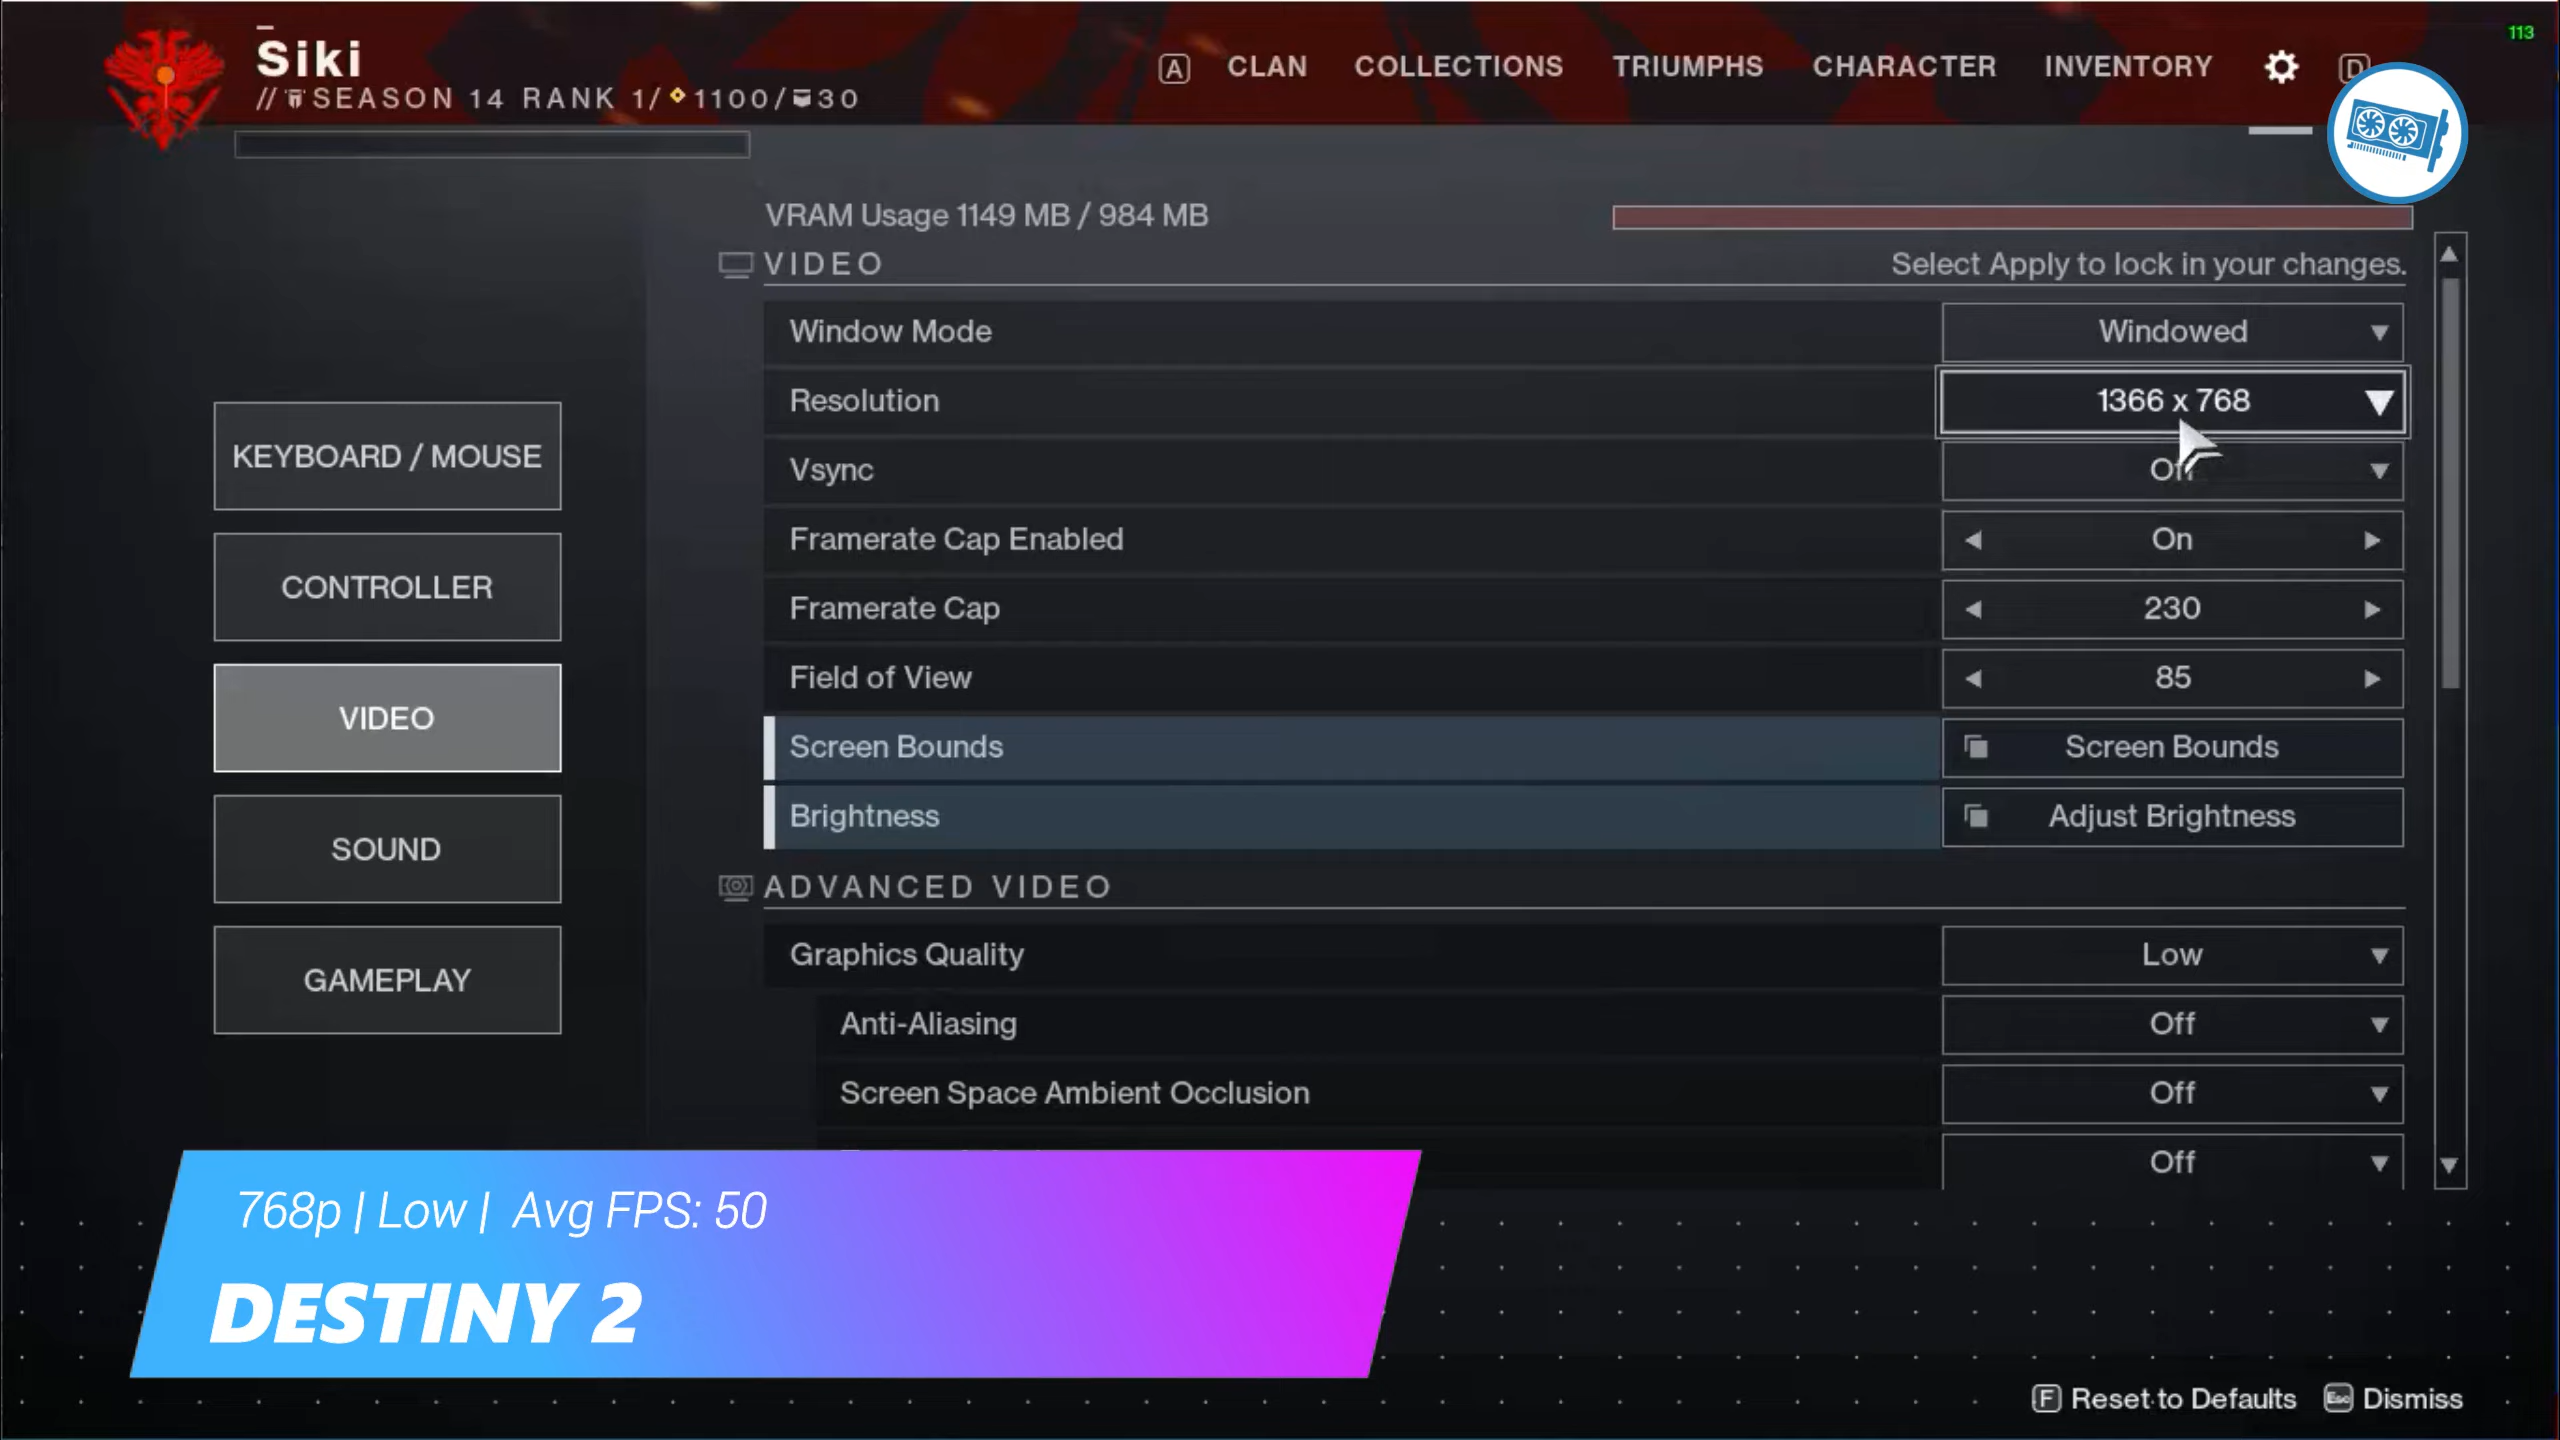 Siki
// SEASON 14 RANK 1/ 1100/ 30
A CLAN COLLECTIONS TRIUMPHS CHARACTER INVENTORY D
113
VRAM Usage 1149 MB / 984 MB
VIDEO
Select Apply to lock in your changes.
Window Mode Windowed
Resolution 1366 x 768
Vsync Off
Framerate Cap Enabled On
Framerate Cap 230
Field of View 85
Screen Bounds Screen Bounds
Brightness Adjust Brightness
ADVANCED VIDEO
Graphics Quality Low
Anti-Aliasing Off
Screen Space Ambient Occlusion Off
Off
KEYBOARD / MOUSE
CONTROLLER
VIDEO
SOUND
GAMEPLAY
768p | Low | Avg FPS: 50
DESTINY 2
F Reset to Defaults Esc Dismiss